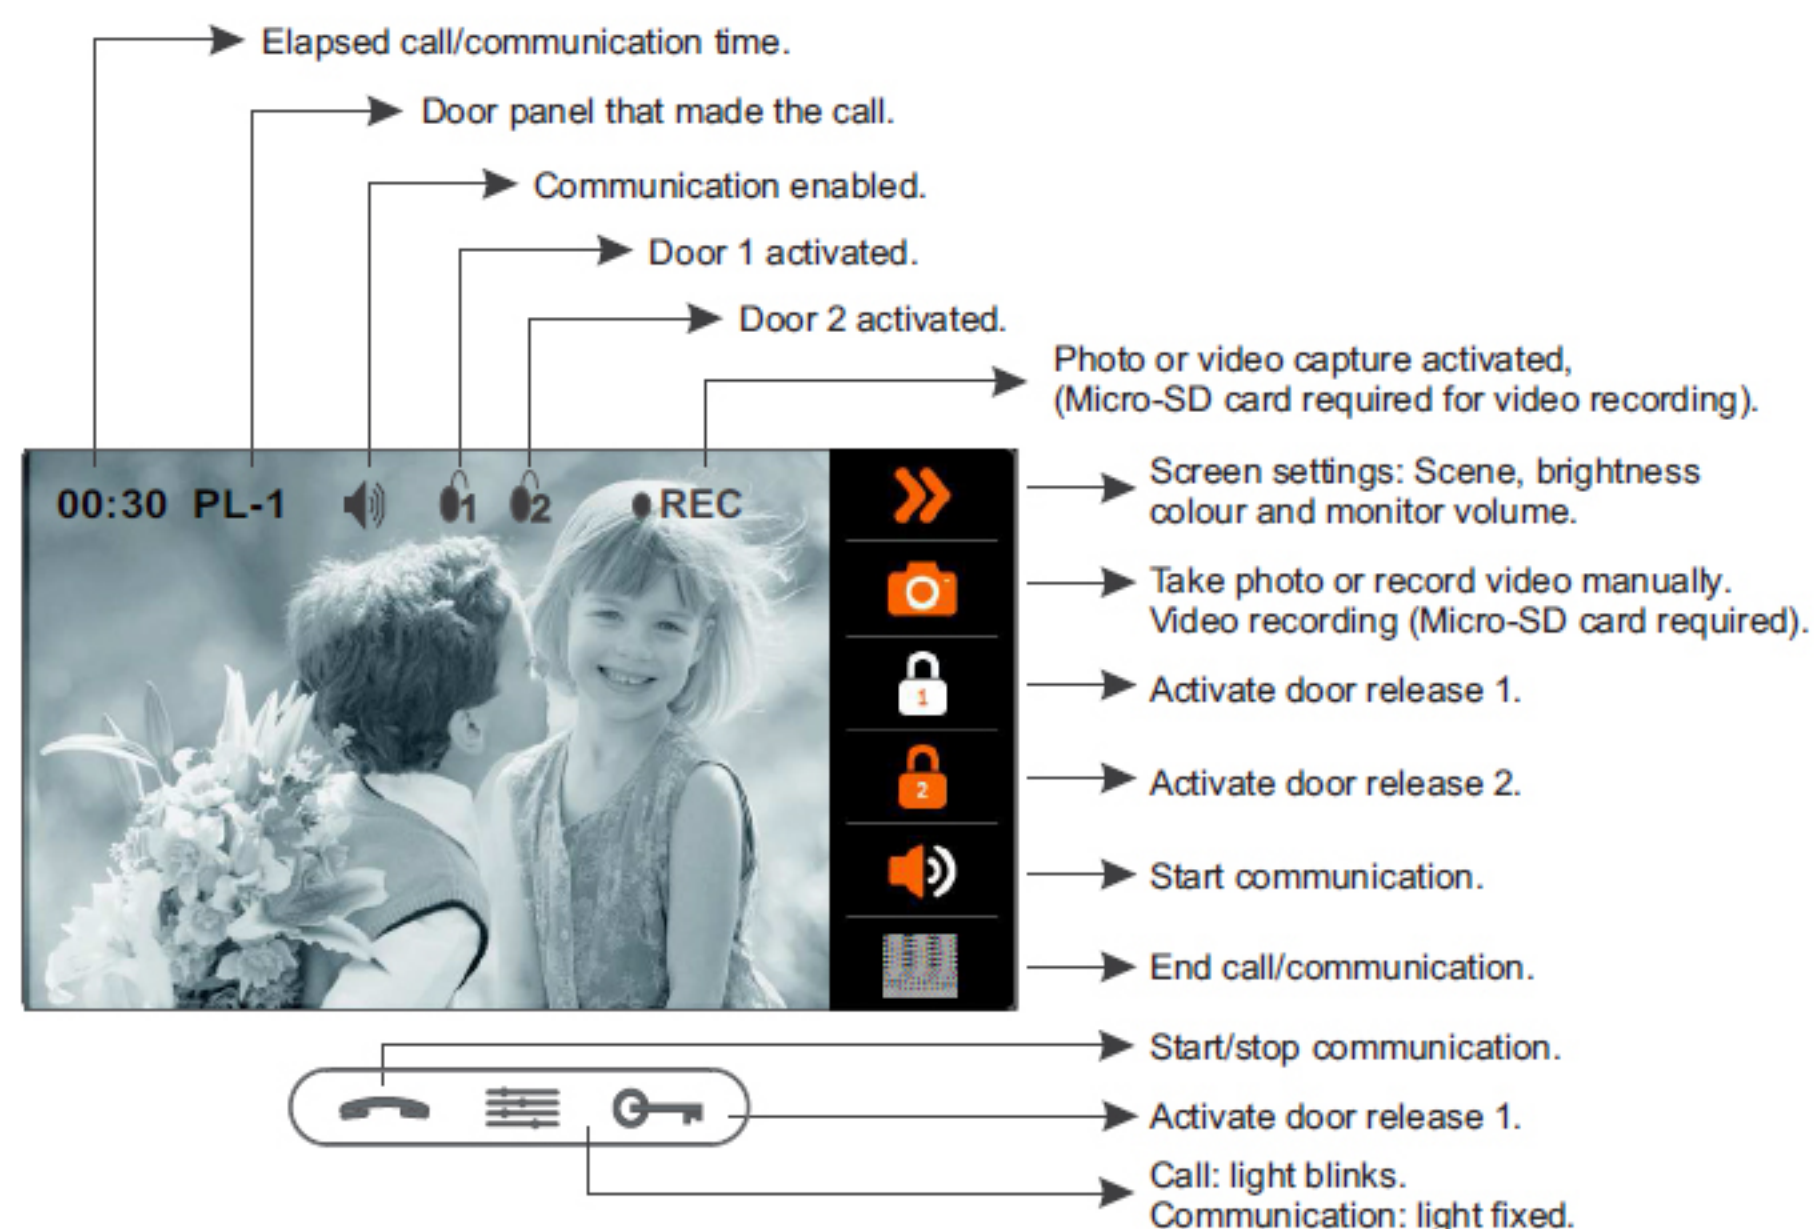 Elapsed call/communication time.
Door panel that made the call.
Communication enabled.
Door 1 activated.
Door 2 activated.
Photo or video capture activated,
(Micro-SD card required for video recording).
00:30 PL-1 1 2 REC
Screen settings: Scene, brightness
colour and monitor volume.
Take photo or record video manually.
Video recording (Micro-SD card required).
1
Activate door release 1.
2
Activate door release 2.
Start communication.
End call/communication.
Start/stop communication.
Activate door release 1.
Call: light blinks.
Communication: light fixed.